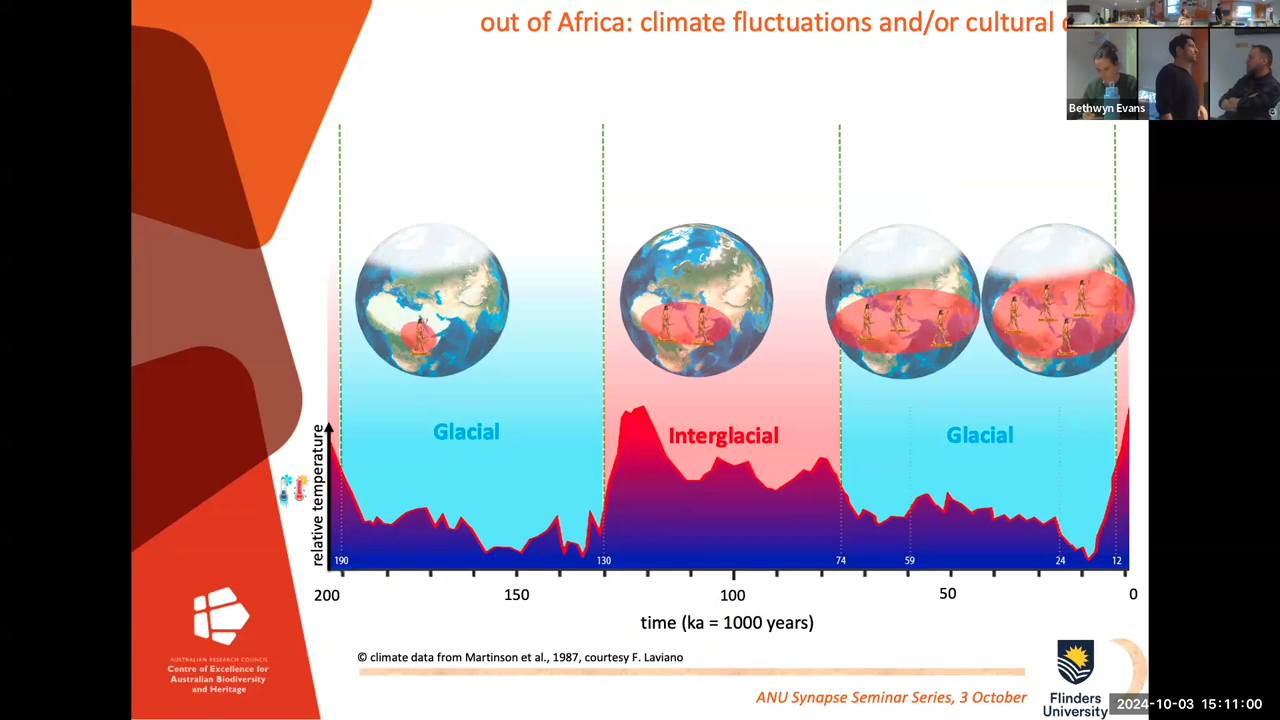 out of Africa: climate fluctuations and/or cultural
Bethwyn Evans
Glacial
Interglacial
Glacial
relative temperature
190
130
74
59
24
12
200
150
100
50
0
time (ka = 1000 years)
© climate data from Martinson et al., 1987, courtesy F. Laviano
AUSTRALIAN RESEARCH COUNCIL
Centre of Excellence for
Australian Biodiversity
and Heritage
ANU Synapse Seminar Series, 3 October
Flinders
University
2024-10-03 15:11:00